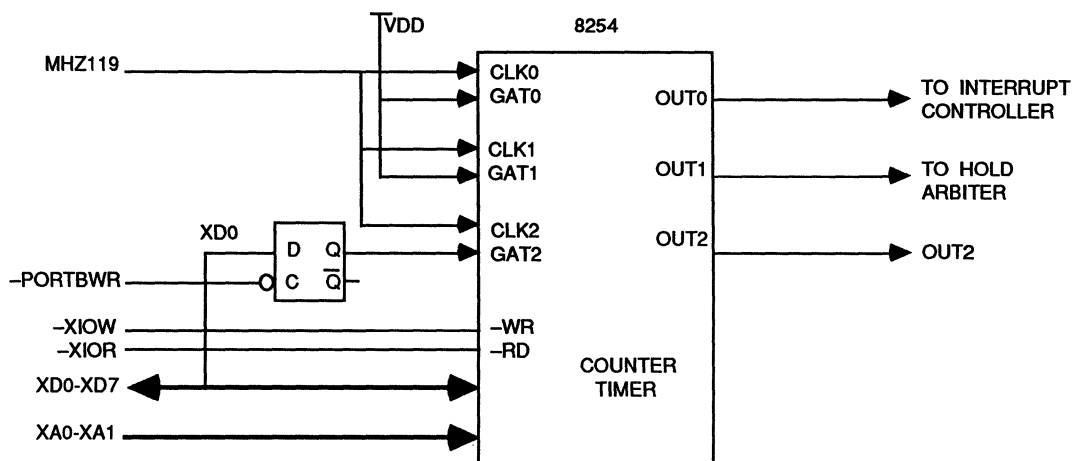 VDD
8254
MHZ119
CLK0
GAT0
OUT0
TO INTERRUPT
CONTROLLER
CLK1
GAT1
OUT1
TO HOLD
ARBITER
XD0
D Q
CLK2
GAT2
OUT2
OUT2
–PORTBWR
C Q̅
–XIOW
–WR
–XIOR
–RD
COUNTER
TIMER
XD0-XD7
XA0-XA1